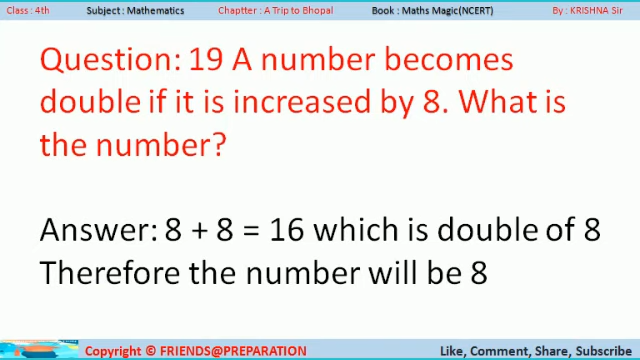 Class : 4th Subject : Mathematics Chaptter : A Trip to Bhopal Book : Maths Magic(NCERT) By : KRISHNA Sir
Question: 19 A number becomes
double if it is increased by 8. What is
the number?
Answer: 8 + 8 = 16 which is double of 8
Therefore the number will be 8
Copyright © FRIENDS@PREPARATION Like, Comment, Share, Subscribe